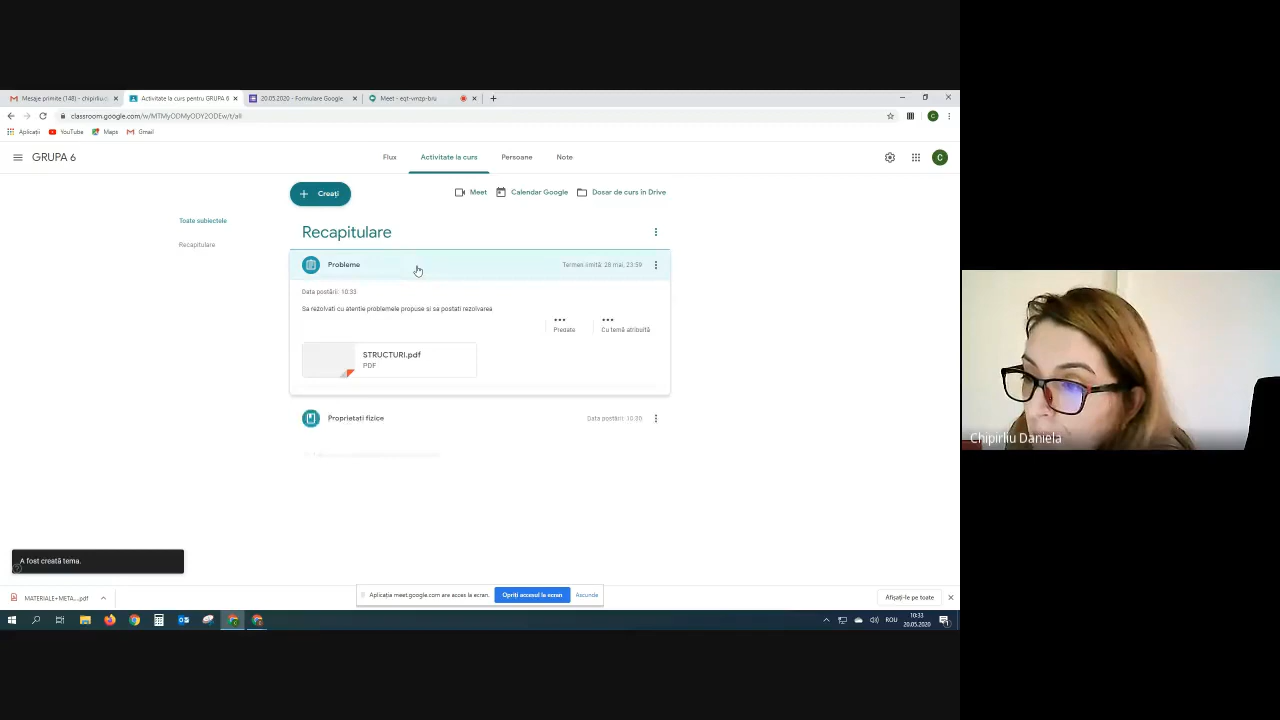 Mesaje primite (148) - chipirliu.c
Activitate la curs pentru GRUPA 6
20.05.2020 - Formulare Google
Meet - eqt-vmzp-bru
classroom.google.com/w/MTMyODMyODY2ODEw/t/all
Aplicații YouTube Maps Gmail
GRUPA 6
Flux Activitate la curs Persoane Note
C
Creați
Meet Calendar Google Dosar de curs în Drive
Toate subiectele
Recapitulare
Recapitulare
Probleme
Termen limită: 28 mai, 23:59
Data postării: 10:33
Sa rezolvati cu atentie problemele propuse si sa postati rezolvarea
Predate
Cu temă atribuită
STRUCTURI.pdf
PDF
Proprietati fizice
Data postării: 10:30
A fost creată tema.
MATERIALE+META....pdf
Aplicația meet.google.com are acces la ecran.
Opriți accesul la ecran
Ascunde
Afișați-le pe toate
ROU
10:33
20.05.2020
Chipirliu Daniela